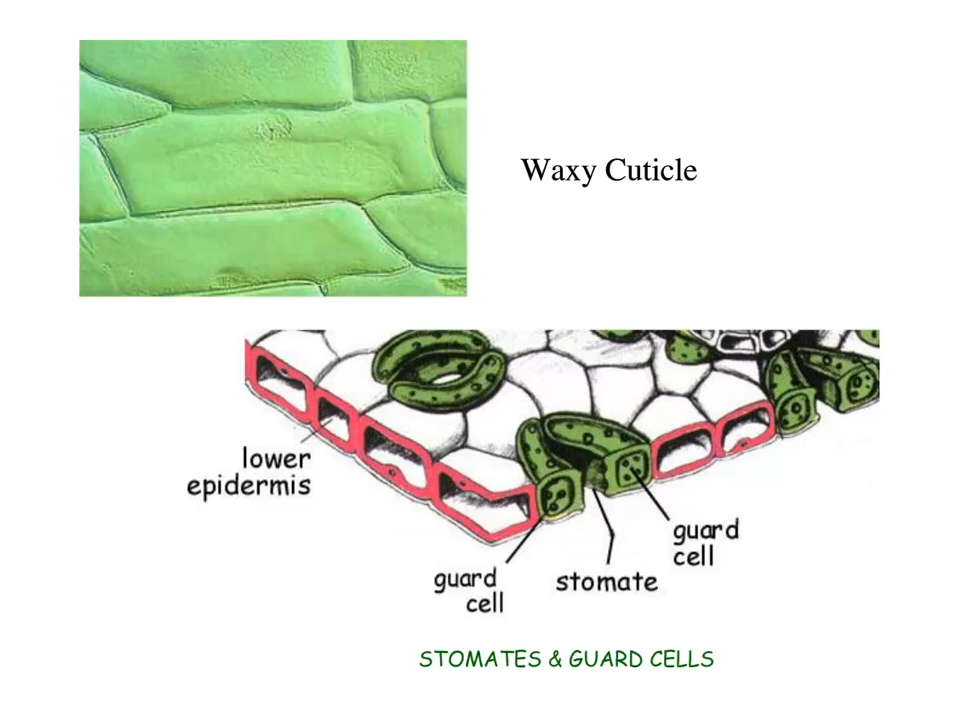 Waxy Cuticle
lower
epidermis
guard
cell
stomate
guard
cell
STOMATES & GUARD CELLS